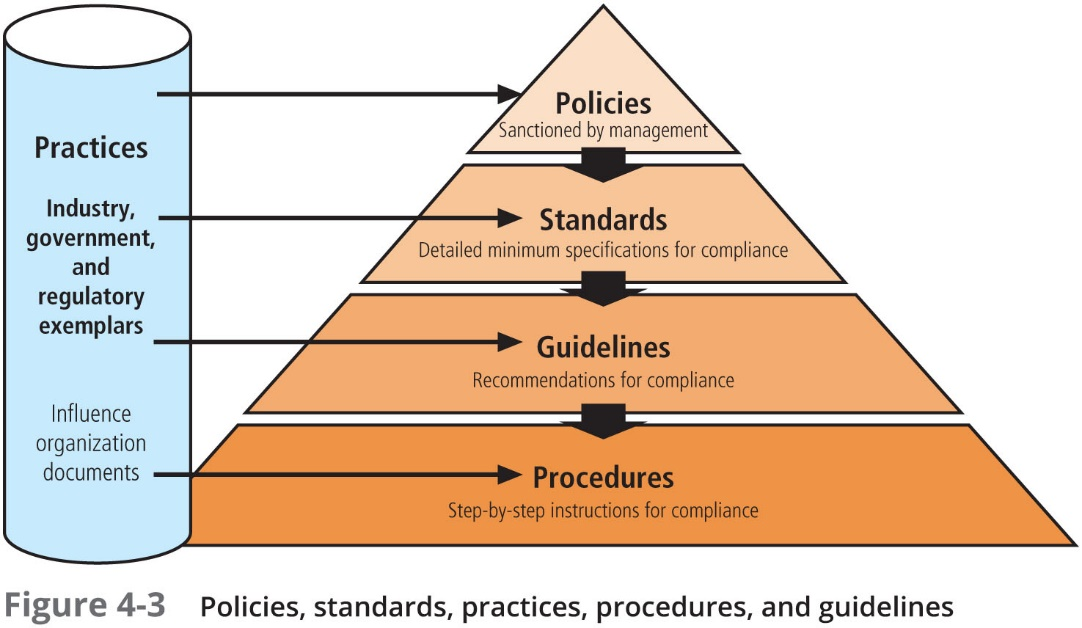 Practices
Industry,
government,
and
regulatory
exemplars
Influence
organization
documents
Policies
Sanctioned by management
Standards
Detailed minimum specifications for compliance
Guidelines
Recommendations for compliance
Procedures
Step-by-step instructions for compliance
Figure 4-3 Policies, standards, practices, procedures, and guidelines